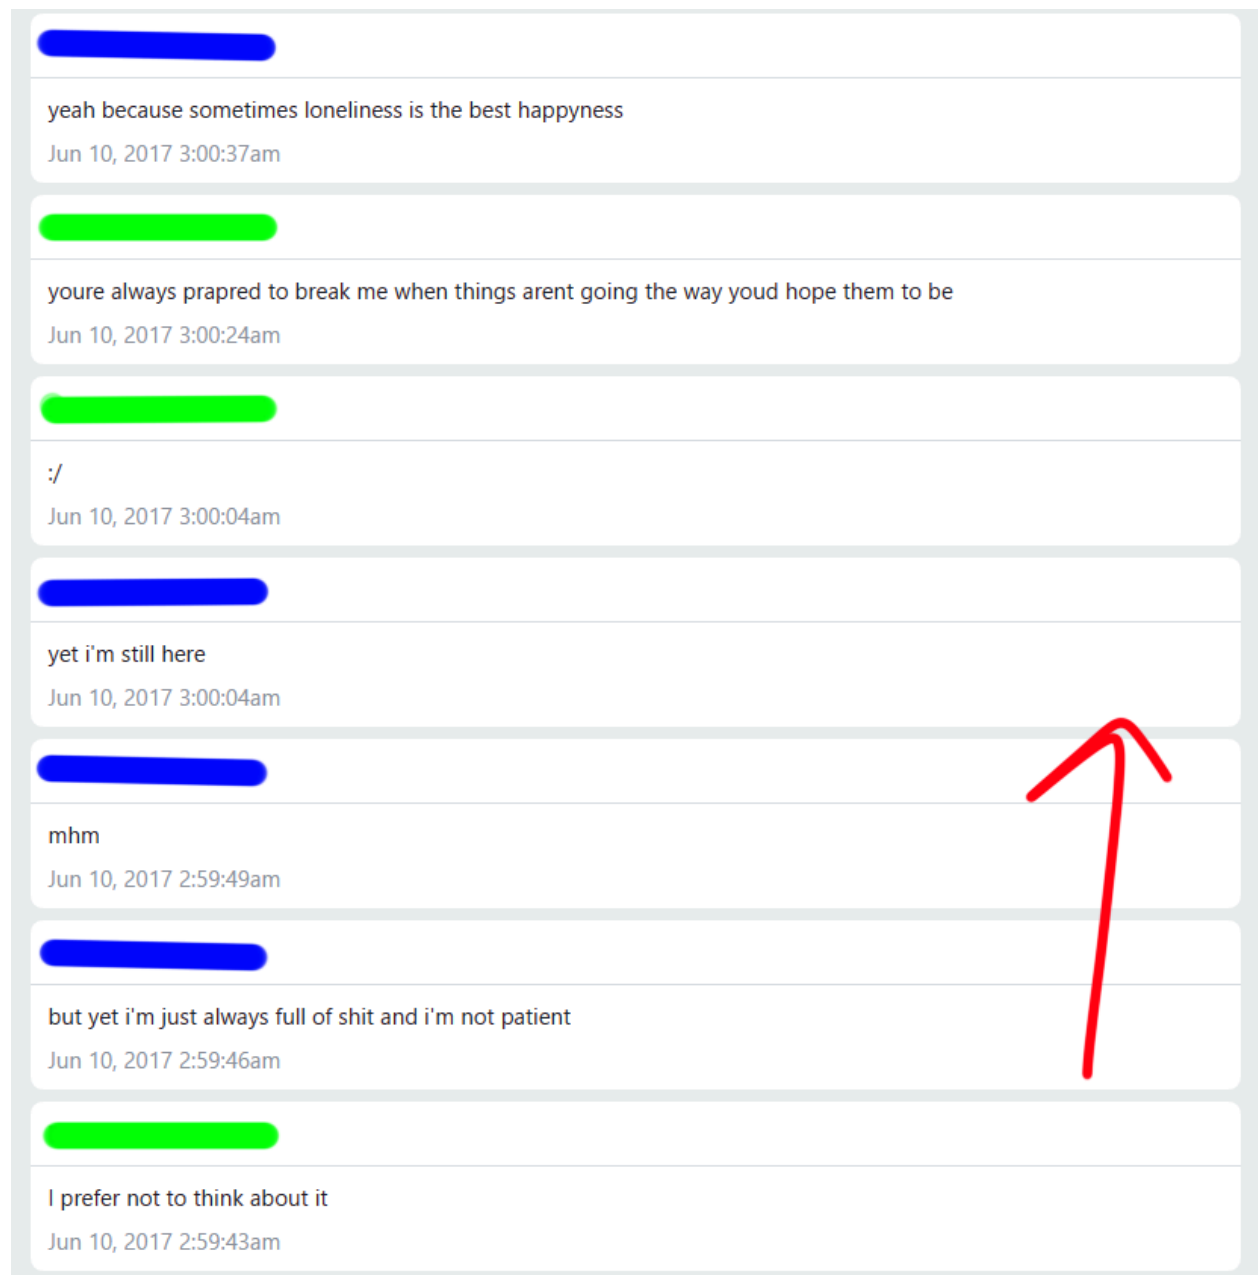 yeah because sometimes loneliness is the best happyness
Jun 10, 2017 3:00:37am
youre always prapred to break me when things arent going the way youd hope them to be
Jun 10, 2017 3:00:24am
:/
Jun 10, 2017 3:00:04am
yet i'm still here
Jun 10, 2017 3:00:04am
mhm
Jun 10, 2017 2:59:49am
but yet i'm just always full of shit and i'm not patient
Jun 10, 2017 2:59:46am
I prefer not to think about it
Jun 10, 2017 2:59:43am